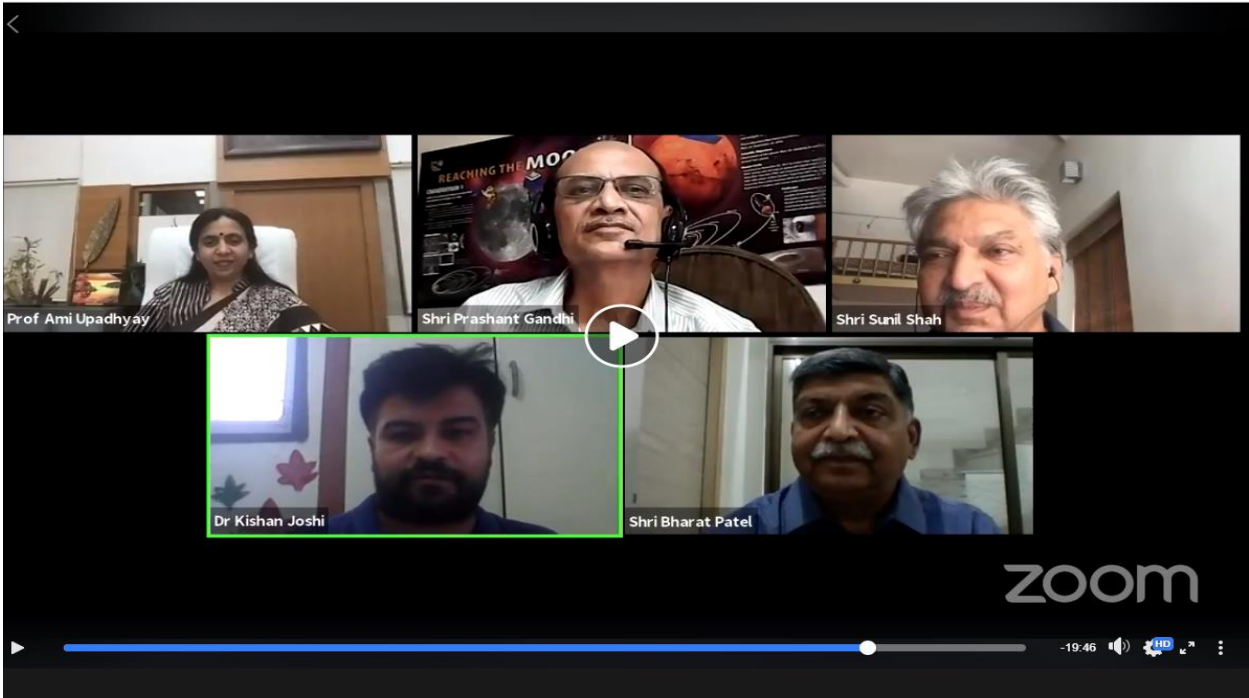 REACHING THE MOO
Prof Ami Upadhyay
Shri Prashant Gandhi
Shri Sunil Shah
Dr Kishan Joshi
Shri Bharat Patel
zoom
-19:46
HD